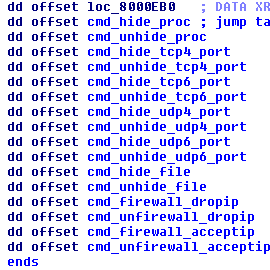 dd offset loc_8000EB0 ; DATA XR
dd offset cmd_hide_proc ; jump ta
dd offset cmd_unhide_proc
dd offset cmd_hide_tcp4_port
dd offset cmd_unhide_tcp4_port
dd offset cmd_hide_tcp6_port
dd offset cmd_unhide_tcp6_port
dd offset cmd_hide_udp4_port
dd offset cmd_unhide_udp4_port
dd offset cmd_hide_udp6_port
dd offset cmd_unhide_udp6_port
dd offset cmd_hide_file
dd offset cmd_unhide_file
dd offset cmd_firewall_dropip
dd offset cmd_unfirewall_dropip
dd offset cmd_firewall_acceptip
dd offset cmd_unfirewall_acceptip
ends